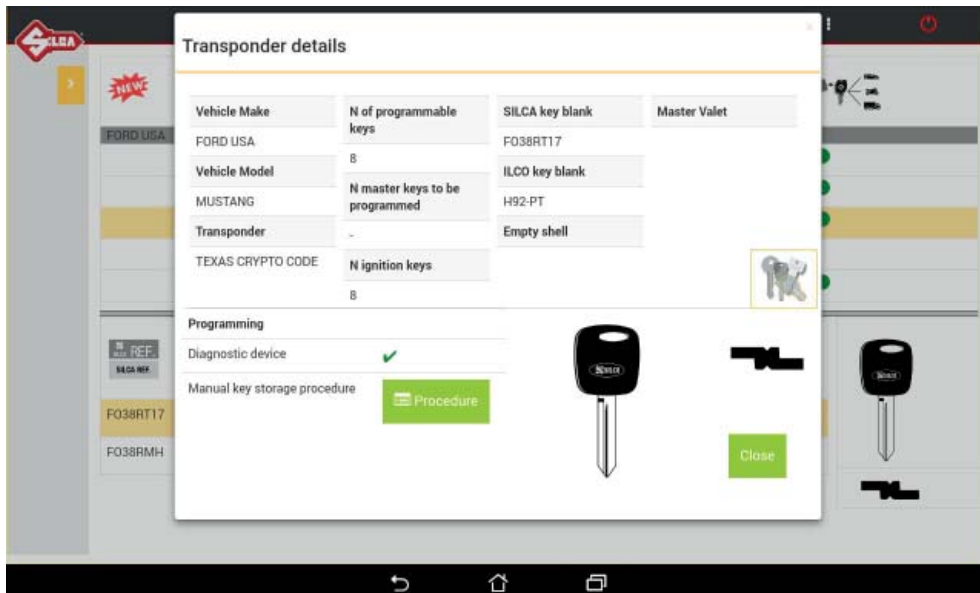 SILCA
Transponder details
NEW
FORD USA
Vehicle Make
FORD USA
Vehicle Model
MUSTANG
Transponder
TEXAS CRYPTO CODE
N of programmable
keys
8
N master keys to be
programmed
-
N ignition keys
8
SILCA key blank
FO38RT17
ILCO key blank
H92-PT
Empty shell
Master Valet
Programming
Diagnostic device
Manual key storage procedure
Procedure
Close
REF.
SILCA REF.
FO38RT17
FO38RMH
SILCA
SILCA